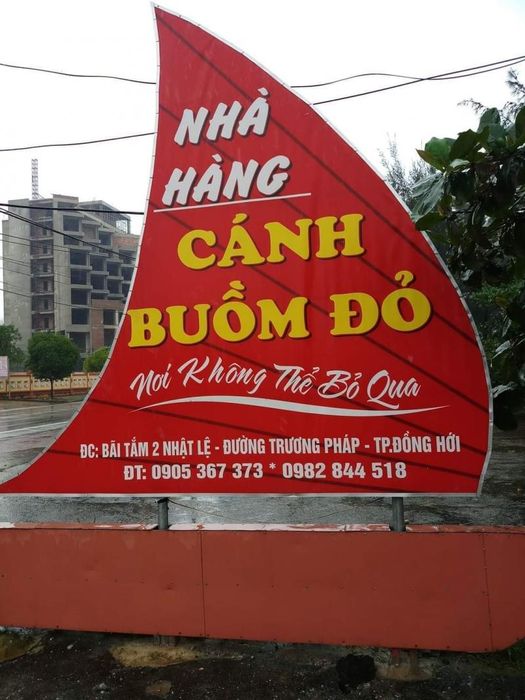 NHÀ
HÀNG
CÁNH
BUỒM ĐỎ
Nơi Không Thể Bỏ Qua
ĐC: BÃI TẮM 2 NHẬT LỆ - ĐƯỜNG TRƯƠNG PHÁP - TP.ĐỒNG HỚI
ĐT: 0905 367 373 * 0982 844 518